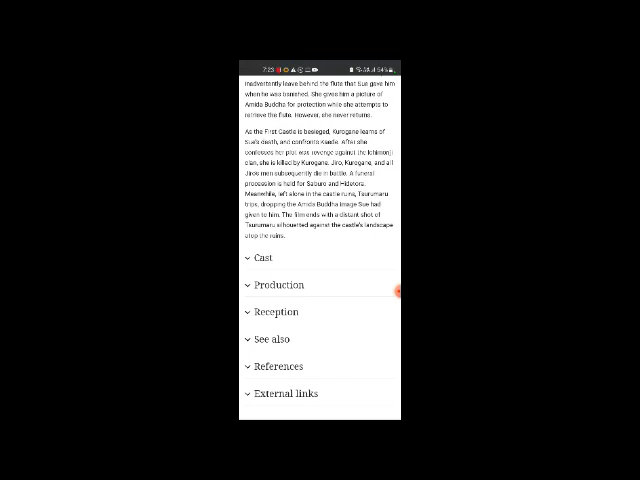 7:23
54%
inadvertently leave behind the flute that Sue gave him
when he was banished. She gives him a picture of
Amida Buddha for protection while she attempts to
retrieve the flute. However, she never returns.
As the First Castle is besieged, Kurogane learns of
Sue's death, and confronts Kaede. After she
confesses her plot was revenge against the Ichimonji
clan, she is killed by Kurogane. Jiro, Kurogane, and all
Jiro's men subsequently die in battle. A funeral
procession is held for Saburo and Hidetora.
Meanwhile, left alone in the castle ruins, Tsurumaru
trips, dropping the Amida Buddha image Sue had
given to him. The film ends with a distant shot of
Tsurumaru silhouetted against the castle's landscape
atop the ruins.
Cast
Production
Reception
See also
References
External links